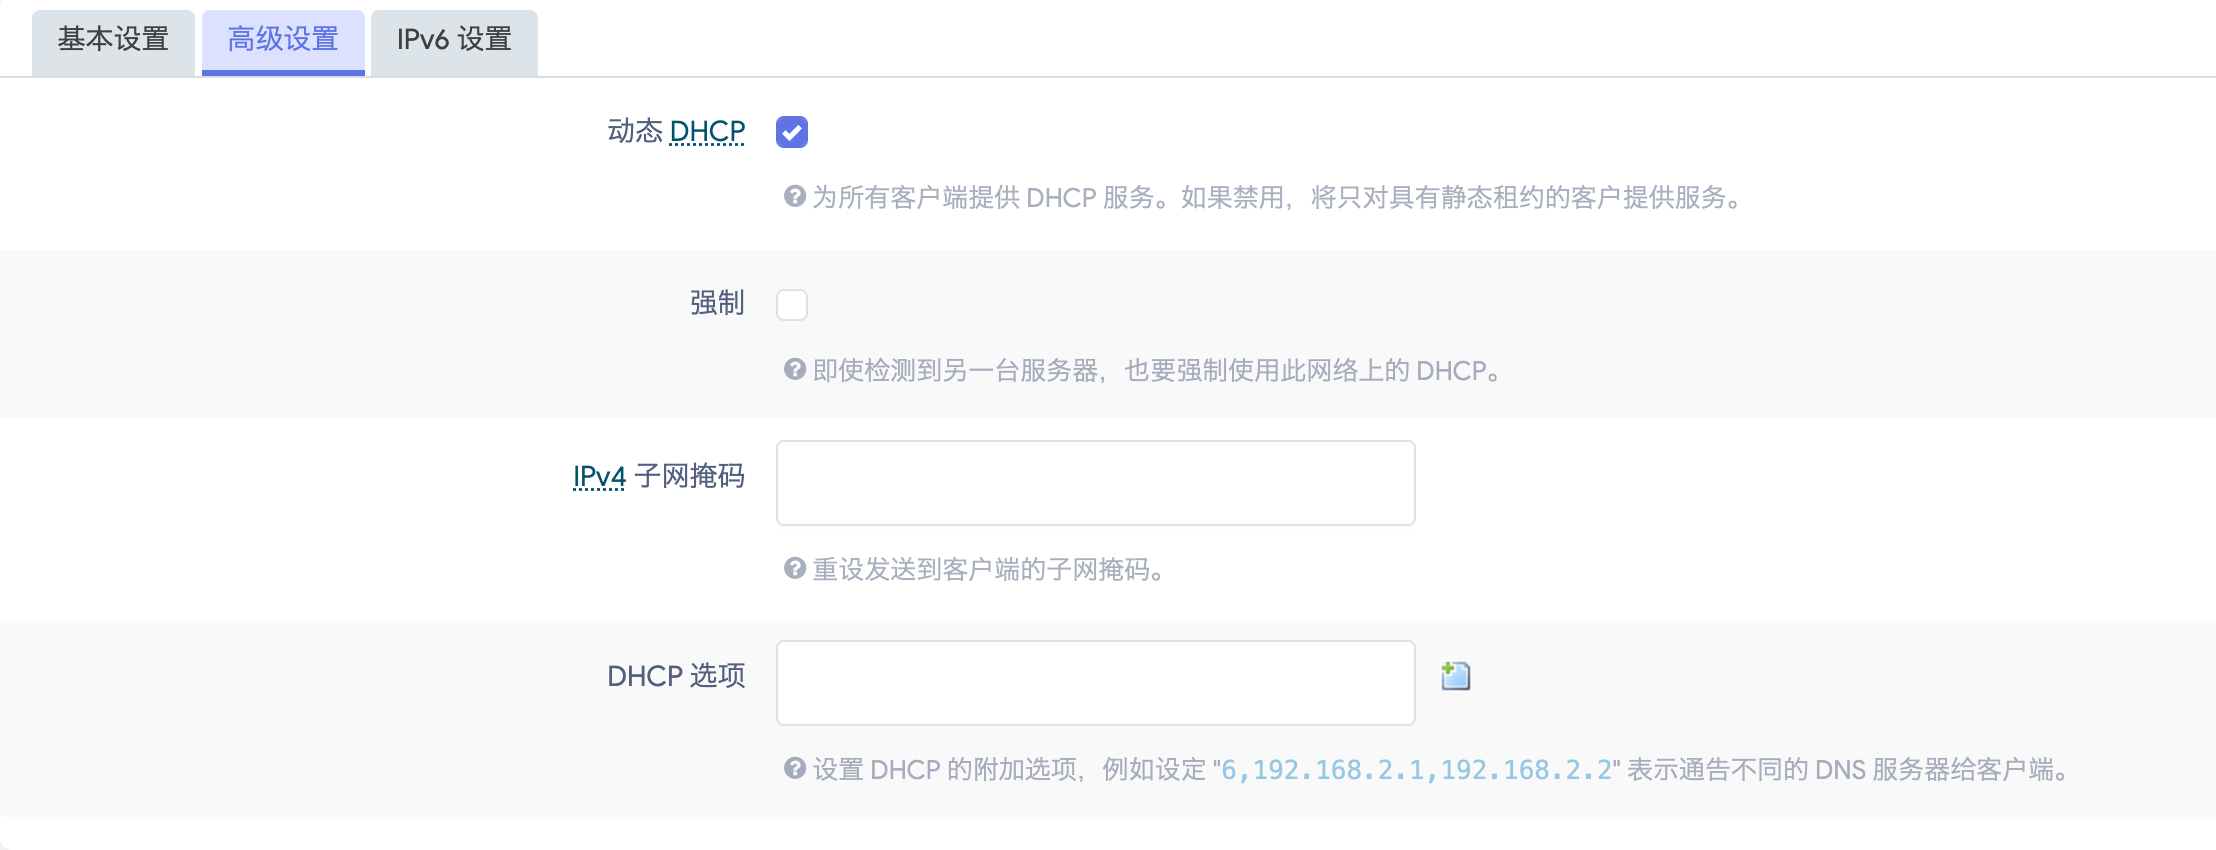 基本设置 高级设置 IPv6 设置
动态 DHCP
为所有客户端提供 DHCP 服务。如果禁用，将只对具有静态租约的客户提供服务。
强制
即使检测到另一台服务器，也要强制使用此网络上的 DHCP。
IPv4 子网掩码
重设发送到客户端的子网掩码。
DHCP 选项
设置 DHCP 的附加选项，例如设定 "6,192.168.2.1,192.168.2.2" 表示通告不同的 DNS 服务器给客户端。